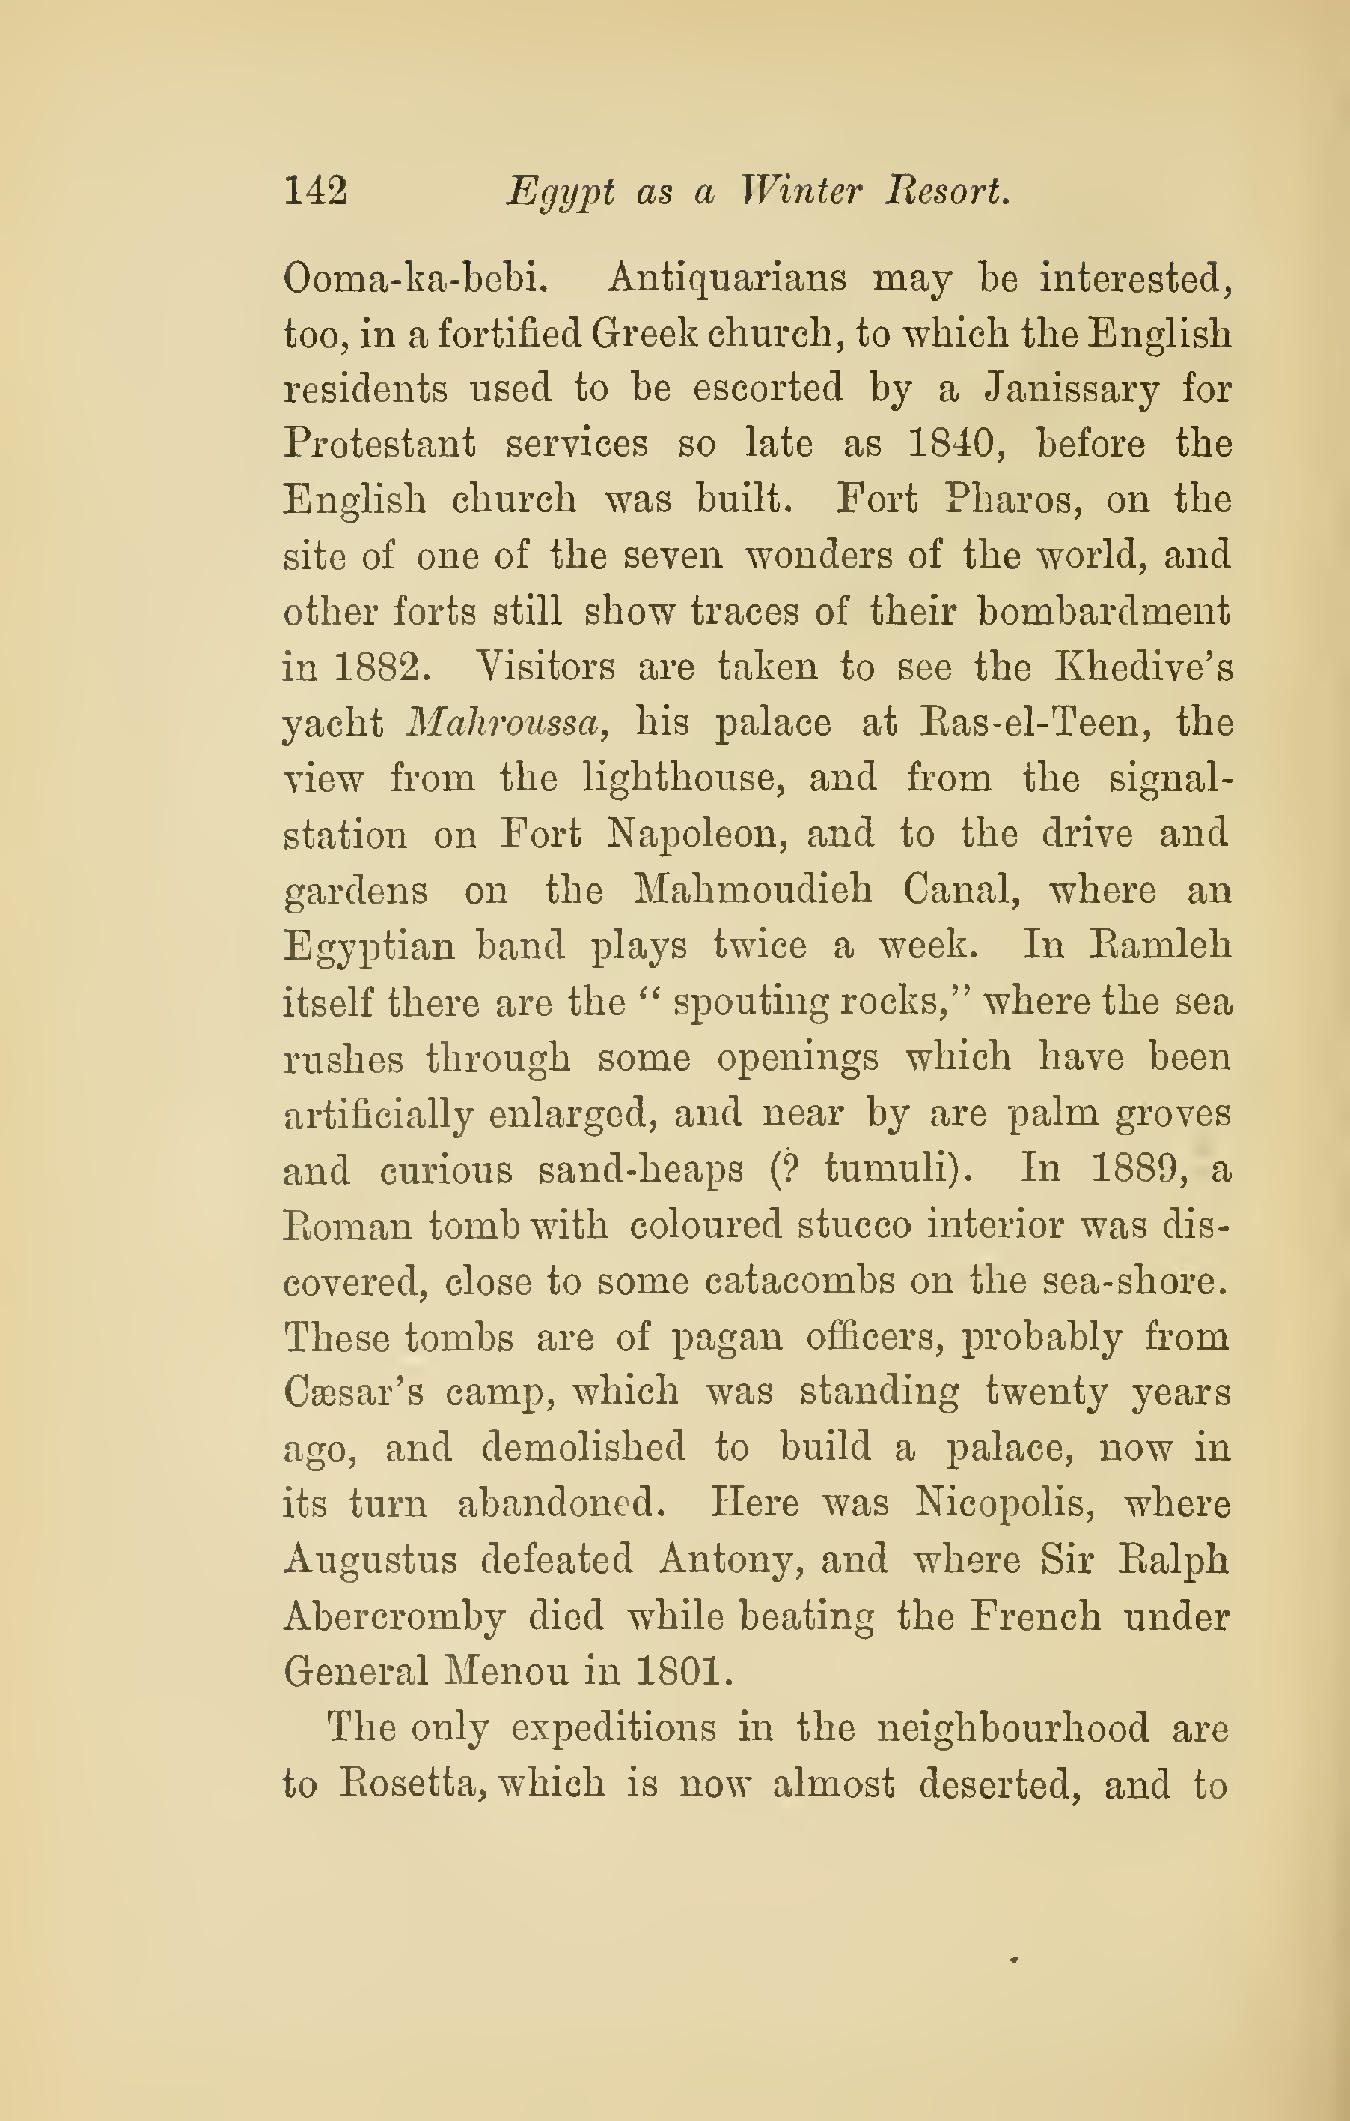 142 Egypt as a Winter Resort.
Ooma-ka-bebi. Antiquarians may be interested,
too, in a fortified Greek church, to which the English
residents used to be escorted by a Janissary for
Protestant services so late as 1840, before the
English church was built. Fort Pharos, on the
site of one of the seven wonders of the world, and
other forts still show traces of their bombardment
in 1882. Visitors are taken to see the Khedive's
yacht Mahroussa, his palace at Ras-el-Teen, the
view from the lighthouse, and from the signal-
station on Fort Napoleon, and to the drive and
gardens on the Mahmoudieh Canal, where an
Egyptian band plays twice a week. In Ramleh
itself there are the “ spouting rocks,” where the sea
rushes through some openings which have been
artificially enlarged, and near by are palm groves
and curious sand-heaps (? tumuli). In 1889, a
Roman tomb with coloured stucco interior was dis-
covered, close to some catacombs on the sea-shore.
These tombs are of pagan officers, probably from
Cæsar's camp, which was standing twenty years
ago, and demolished to build a palace, now in
its turn abandoned. Here was Nicopolis, where
Augustus defeated Antony, and where Sir Ralph
Abercromby died while beating the French under
General Menou in 1801.
The only expeditions in the neighbourhood are
to Rosetta, which is now almost deserted, and to